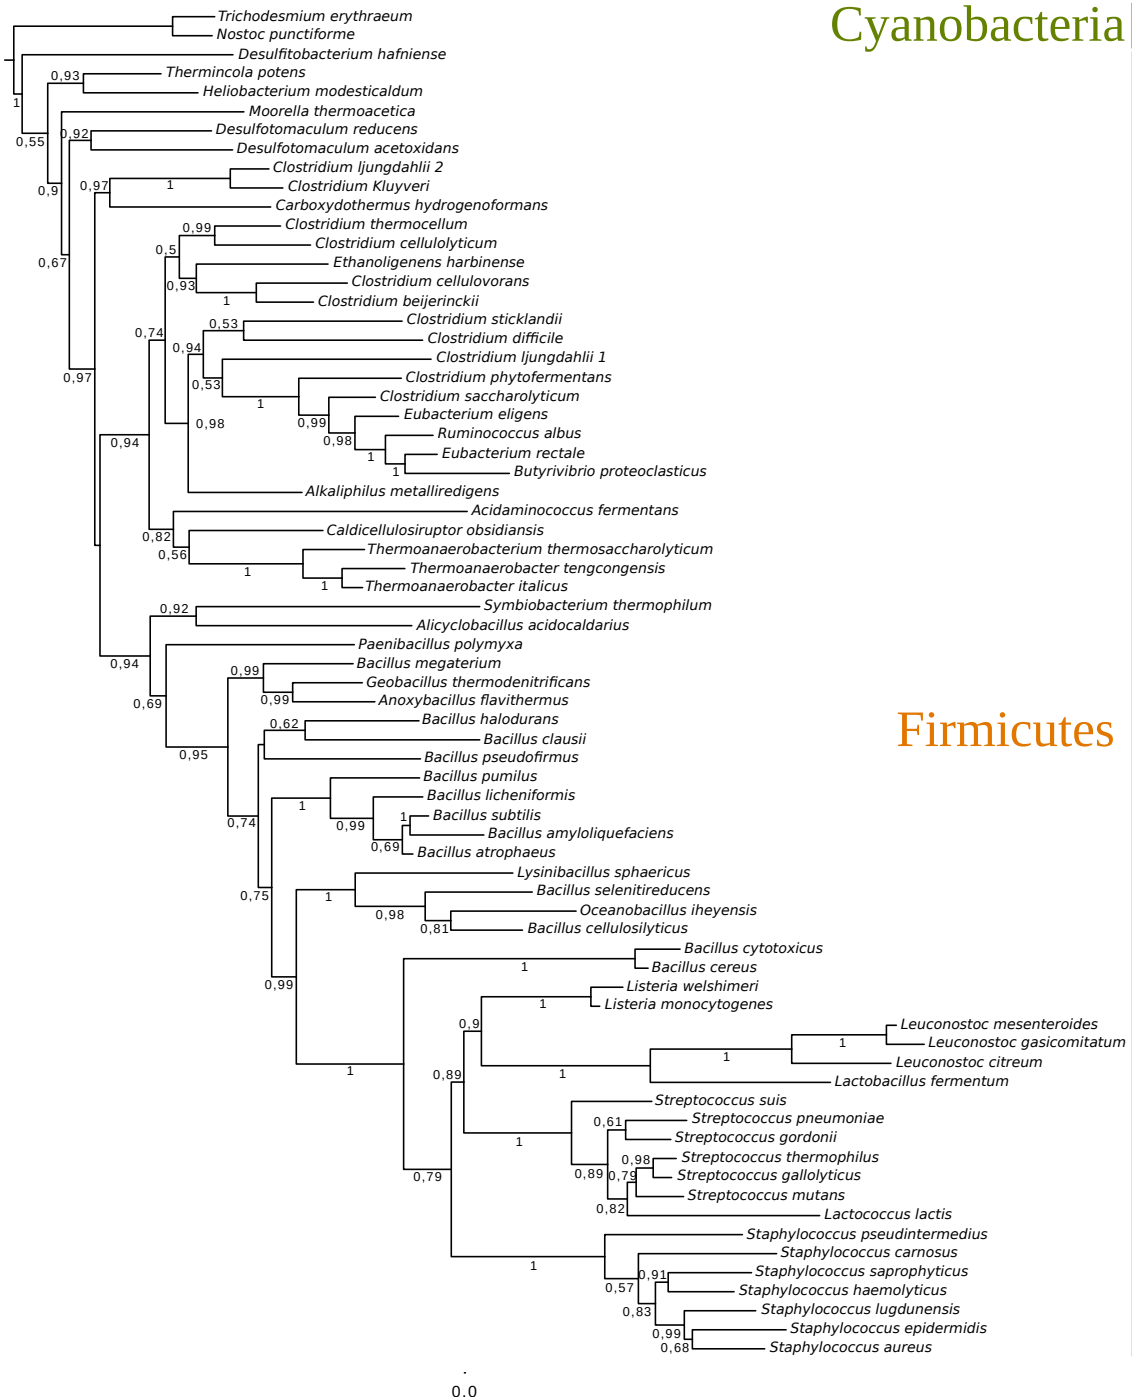 Trichodesmium erythraeum
Cyanobacteria
Nostoc punctiforme
Desulfitobacterium hafniense
0,93
Thermincola potens
Heliobacterium modesticaldum
1
Moorella thermoacetica
0,92
Desulfotomaculum reducens
0,55
Desulfotomaculum acetoxidans
Clostridium ljungdahlii 2
0,9
0,97
1
Clostridium Kluyveri
Carboxydothermus hydrogenoformans
0,99
Clostridium thermocellum
0,5
Clostridium cellulolyticum
0,67
Ethanoligenens harbinense
0,93
Clostridium cellulovorans
1
Clostridium beijerinckii
0,53
Clostridium sticklandii
0,74
Clostridium difficile
0,94
Clostridium ljungdahlii 1
0,97
0,53
Clostridium phytofermentans
1
Clostridium saccharolyticum
0,99
Eubacterium eligens
0,98
Ruminococcus albus
0,94
0,98
1
Eubacterium rectale
1
Butyrivibrio proteoclasticus
Alkaliphilus metalliredigens
Acidaminococcus fermentans
0,82
Caldicellulosiruptor obsidiansis
0,56
Thermoanaerobacterium thermosaccharolyticum
1
Thermoanaerobacter tengcongensis
1
Thermoanaerobacter italicus
0,92
Symbiobacterium thermophilum
Alicyclobacillus acidocaldarius
0,94
Paenibacillus polymyxa
0,99
Bacillus megaterium
Geobacillus thermodenitrificans
0,69
0,99
Anoxybacillus flavithermus
0,62
Bacillus halodurans
Firmicutes
0,95
Bacillus clausii
Bacillus pseudofirmus
Bacillus pumilus
1
Bacillus licheniformis
0,74
0,99
1
Bacillus subtilis
Bacillus amyloliquefaciens
0,69
Bacillus atrophaeus
Lysinibacillus sphaericus
0,75
1
Bacillus selenitireducens
0,98
Oceanobacillus iheyensis
0,81
Bacillus cellulosilyticus
Bacillus cytotoxicus
1
Bacillus cereus
0,99
Listeria welshimeri
1
Listeria monocytogenes
0,9
Leuconostoc mesenteroides
1
1
Leuconostoc gasicomitatum
Leuconostoc citreum
1
0,89
1
Lactobacillus fermentum
Streptococcus suis
0,61
Streptococcus pneumoniae
1
Streptococcus gordonii
0,98
Streptococcus thermophilus
0,79
0,89
0,79
Streptococcus gallolyticus
Streptococcus mutans
0,82
Lactococcus lactis
Staphylococcus pseudintermedius
1
Staphylococcus carnosus
0,91
Staphylococcus saprophyticus
0,57
Staphylococcus haemolyticus
0,83
Staphylococcus lugdunensis
0,99
Staphylococcus epidermidis
0,68
Staphylococcus aureus
0.0